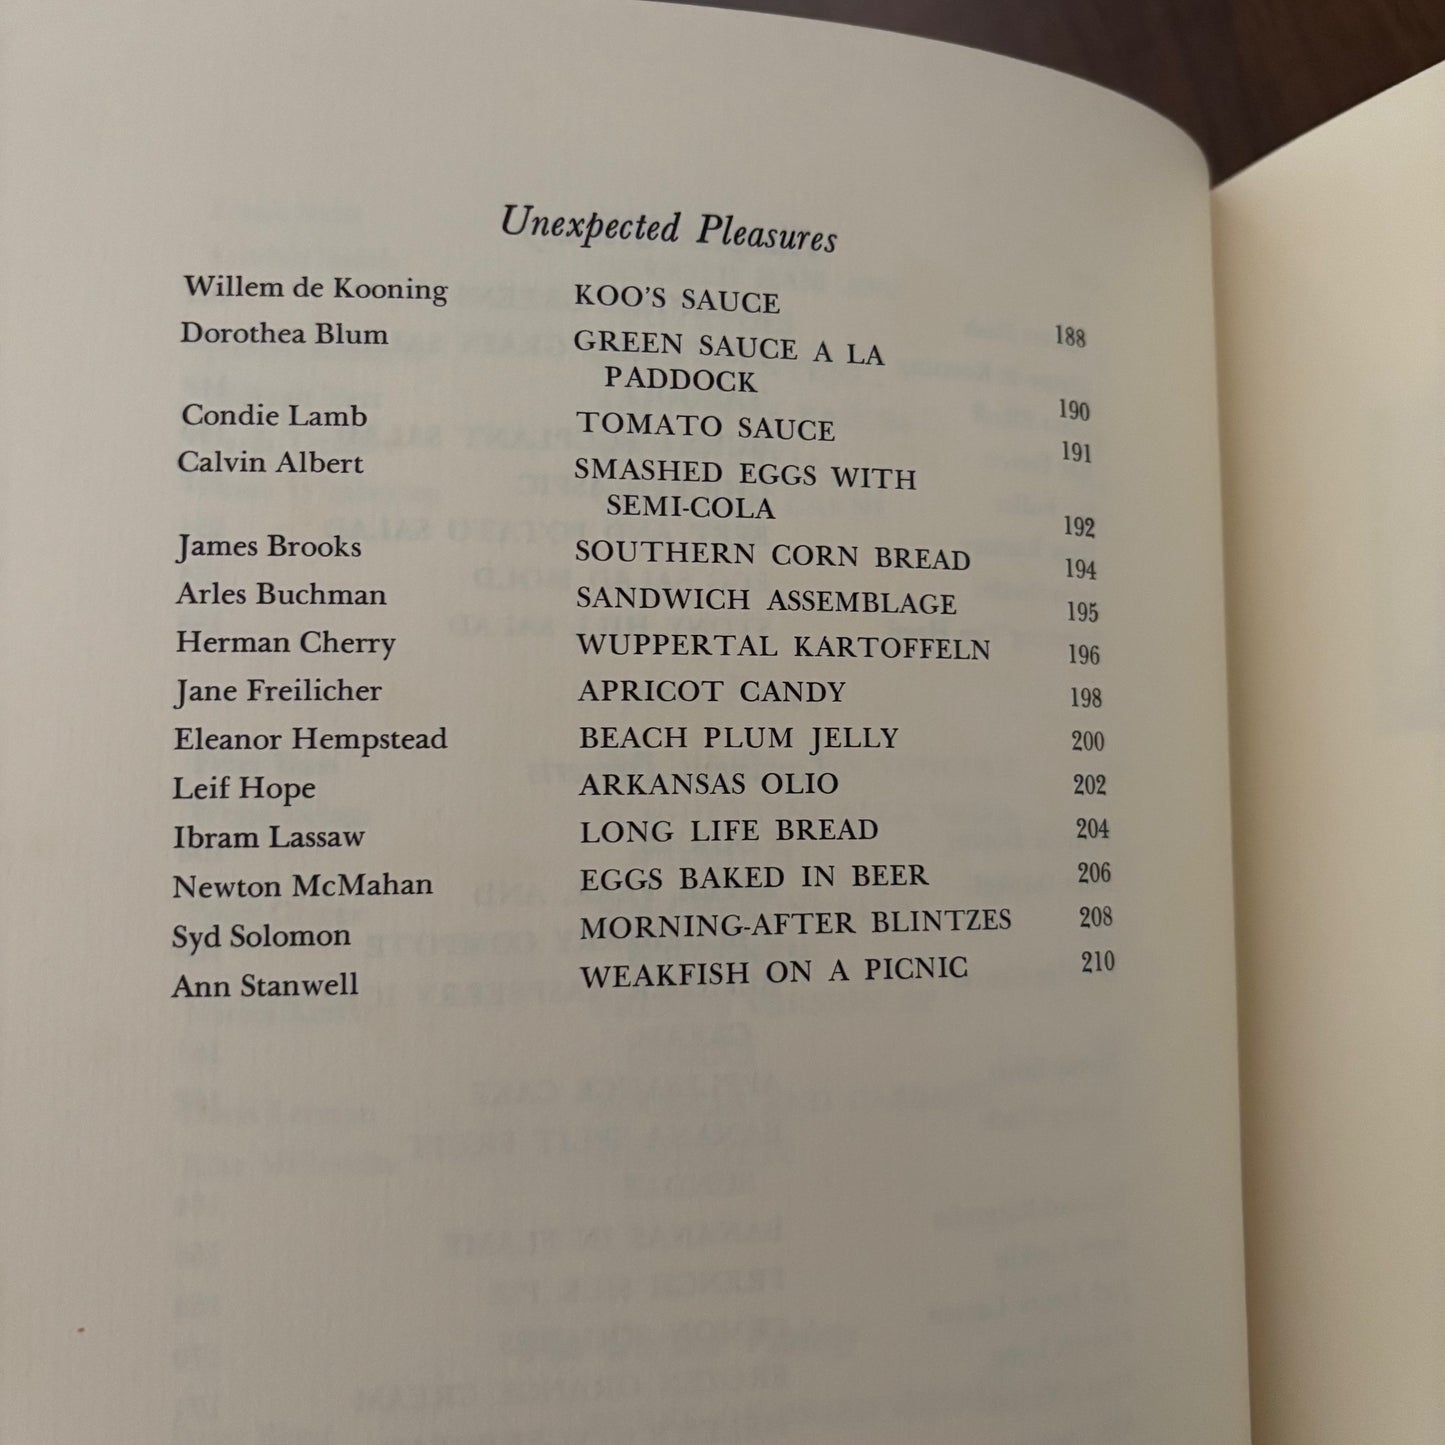 Unexpected Pleasures
Willem de Kooning KOO'S SAUCE 188
Dorothea Blum GREEN SAUCE A LA
PADDOCK 190
Condie Lamb TOMATO SAUCE 191
Calvin Albert SMASHED EGGS WITH
SEMI-COLA 192
James Brooks SOUTHERN CORN BREAD 194
Arles Buchman SANDWICH ASSEMBLAGE 195
Herman Cherry WUPPERTAL KARTOFFELN 196
Jane Freilicher APRICOT CANDY 198
Eleanor Hempstead BEACH PLUM JELLY 200
Leif Hope ARKANSAS OLIO 202
Ibram Lassaw LONG LIFE BREAD 204
Newton McMahan EGGS BAKED IN BEER 206
Syd Solomon MORNING-AFTER BLINTZES 208
Ann Stanwell WEAKFISH ON A PICNIC 210